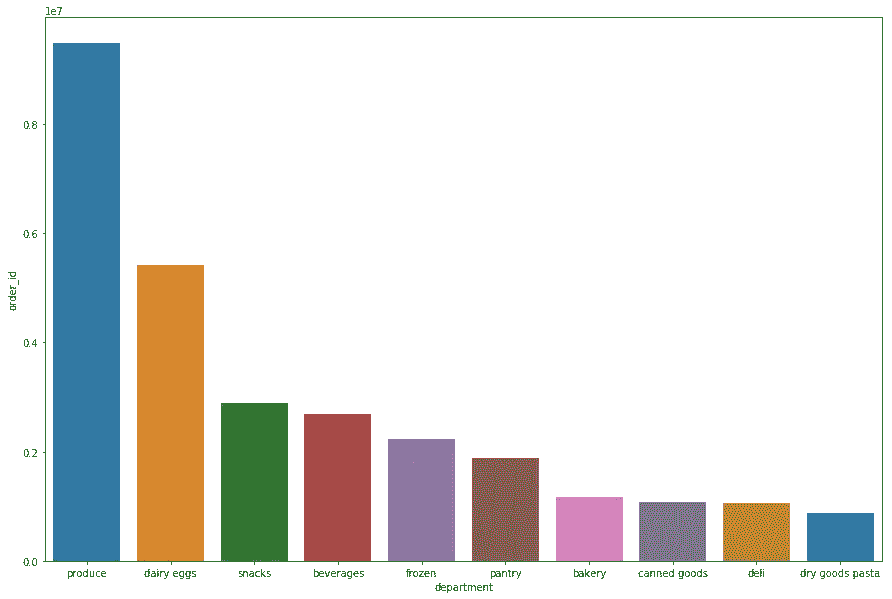 1e7
0.8
0.6
0.4
0.2
0.0
order_id
produce dairy eggs snacks beverages frozen pantry bakery canned goods deli dry goods pasta
department